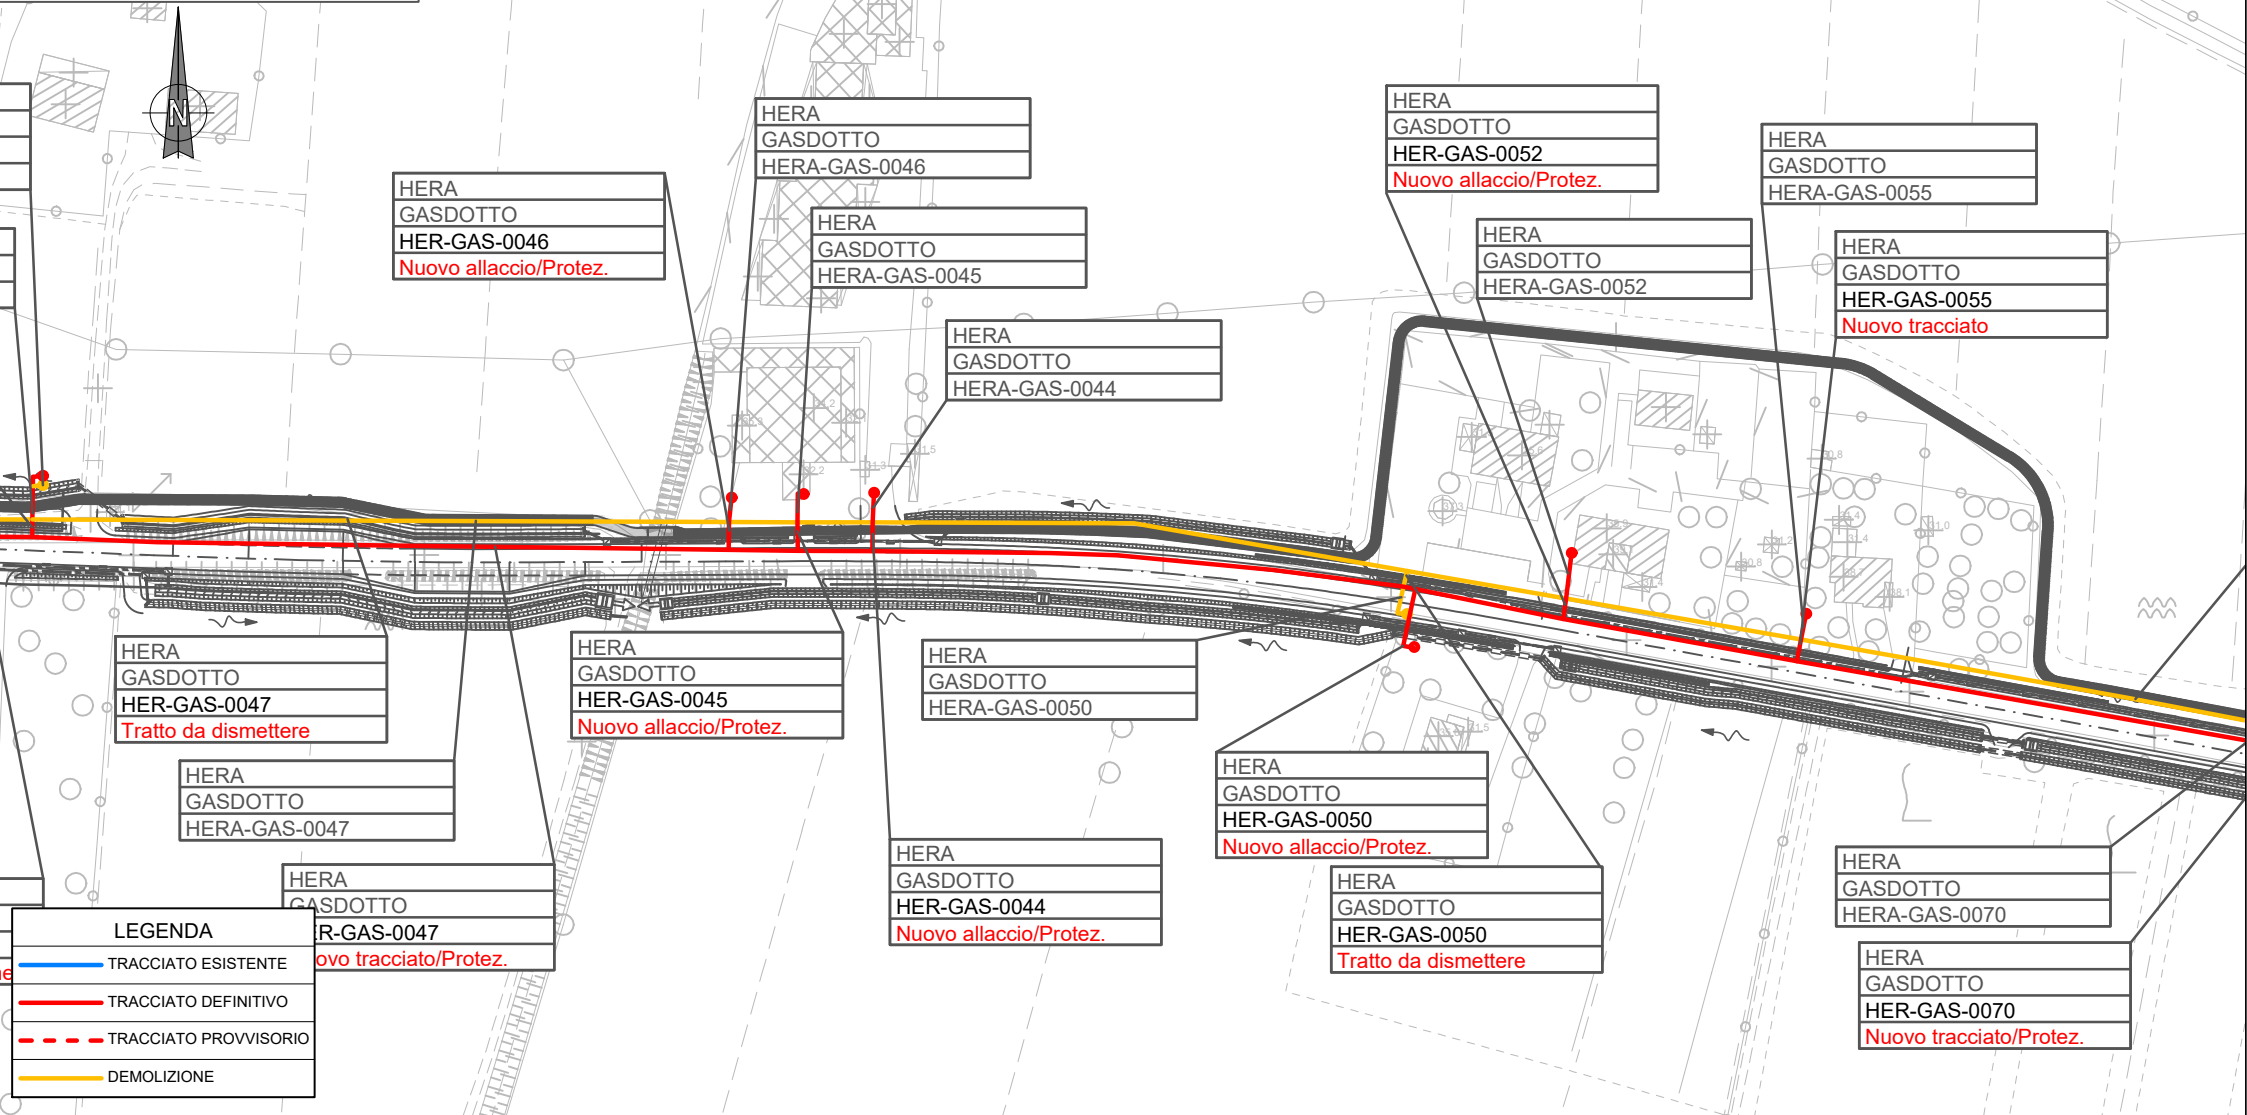 N
HERA
GASDOTTO
HER-GAS-0046
Nuovo allaccio/Protez.
HERA
GASDOTTO
HERA-GAS-0046
HERA
GASDOTTO
HERA-GAS-0045
HERA
GASDOTTO
HERA-GAS-0044
HERA
GASDOTTO
HER-GAS-0052
Nuovo allaccio/Protez.
HERA
GASDOTTO
HERA-GAS-0052
HERA
GASDOTTO
HERA-GAS-0055
HERA
GASDOTTO
HER-GAS-0055
Nuovo tracciato
HERA
GASDOTTO
HER-GAS-0047
Tratto da dismettere
HERA
GASDOTTO
HERA-GAS-0047
HERA
GASDOTTO
ER-GAS-0047
ovo tracciato/Protez.
HERA
GASDOTTO
HER-GAS-0045
Nuovo allaccio/Protez.
HERA
GASDOTTO
HERA-GAS-0050
HERA
GASDOTTO
HER-GAS-0044
Nuovo allaccio/Protez.
HERA
GASDOTTO
HER-GAS-0050
Nuovo allaccio/Protez.
HERA
GASDOTTO
HER-GAS-0050
Tratto da dismettere
HERA
GASDOTTO
HERA-GAS-0070
HERA
GASDOTTO
HER-GAS-0070
Nuovo tracciato/Protez.
LEGENDA
TRACCIATO ESISTENTE
TRACCIATO DEFINITIVO
TRACCIATO PROVVISORIO
DEMOLIZIONE